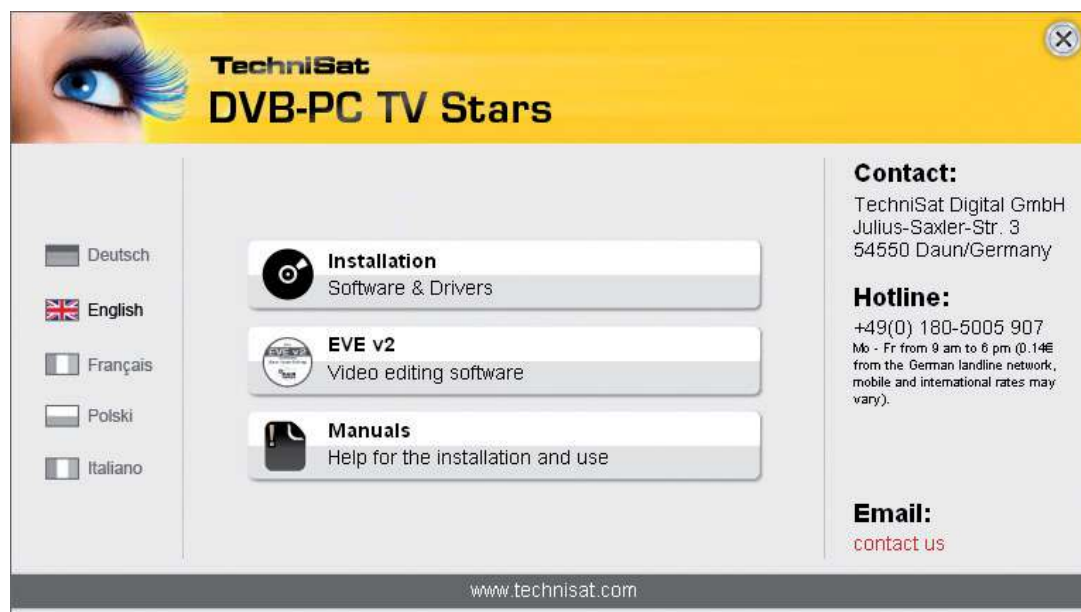 TechniSat
DVB-PC TV Stars
Deutsch
English
Français
Polski
Italiano
Installation
Software & Drivers
EVE v2
Video editing software
Manuals
Help for the installation and use
Contact:
TechniSat Digital GmbH
Julius-Saxler-Str. 3
54550 Daun/Germany
Hotline:
+49(0) 180-5005 907
Mo - Fr from 9 am to 6 pm (0.14€
from the German landline network,
mobile and international rates may
vary).
Email:
contact us
www.technisat.com